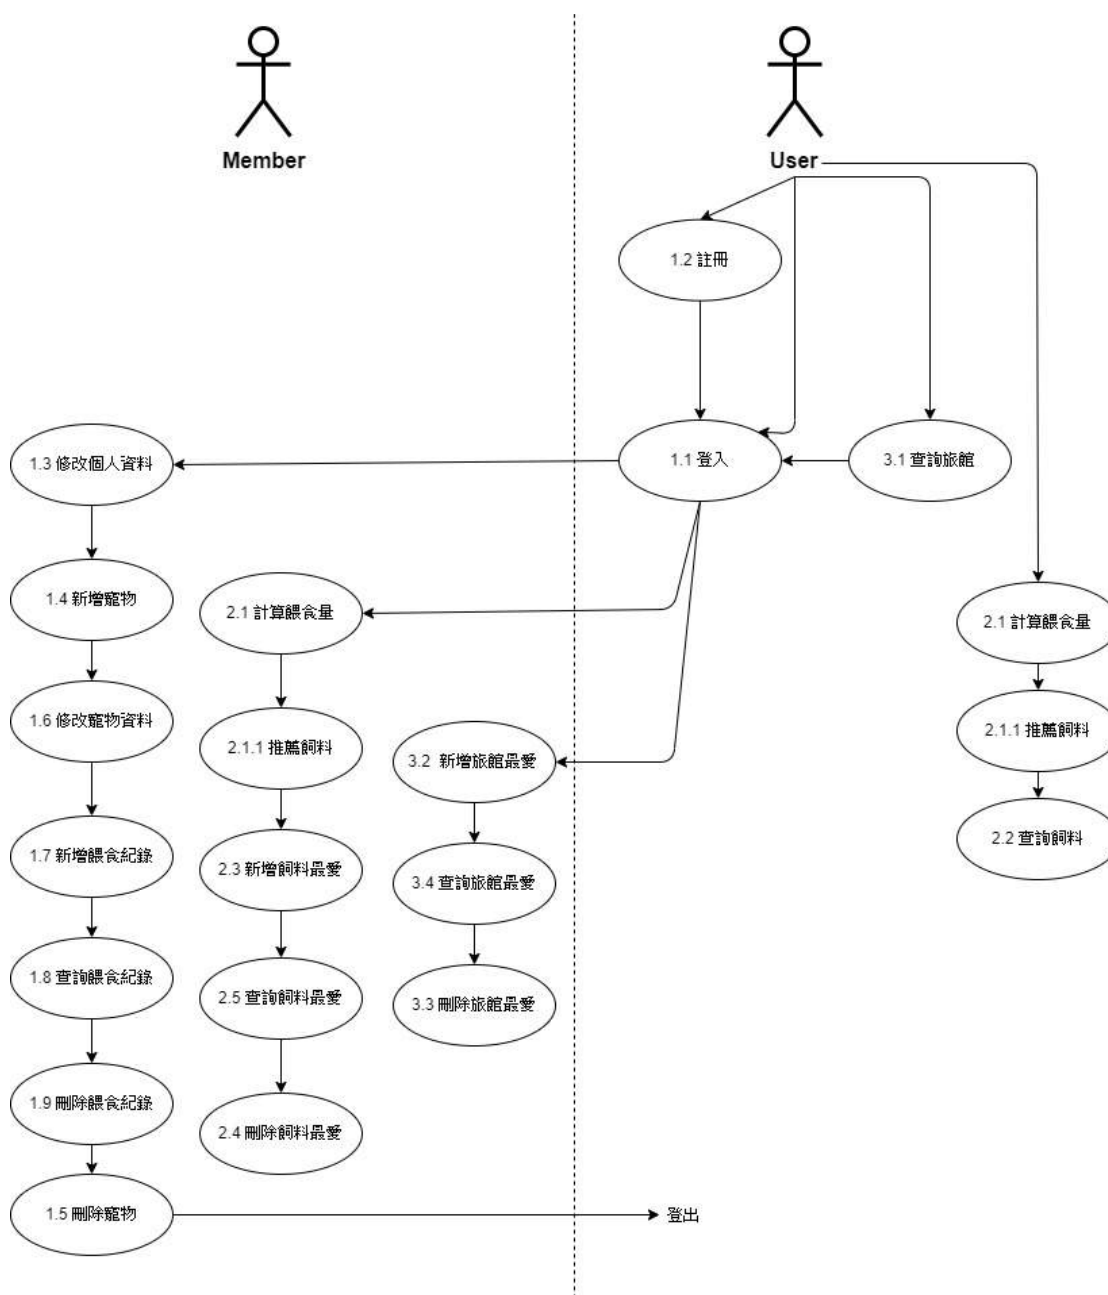 Member
User
1.2 註冊
1.3 修改個人資料
1.1 登入
3.1 查詢旅館
1.4 新增寵物
2.1 計算餵食量
2.1 計算餵食量
1.6 修改寵物資料
2.1.1 推薦飼料
3.2 新增旅館最愛
2.1.1 推薦飼料
1.7 新增餵食紀錄
2.3 新增飼料最愛
3.4 查詢旅館最愛
2.2 查詢飼料
1.8 查詢餵食紀錄
2.5 查詢飼料最愛
3.3 刪除旅館最愛
1.9 刪除餵食紀錄
2.4 刪除飼料最愛
1.5 刪除寵物
登出